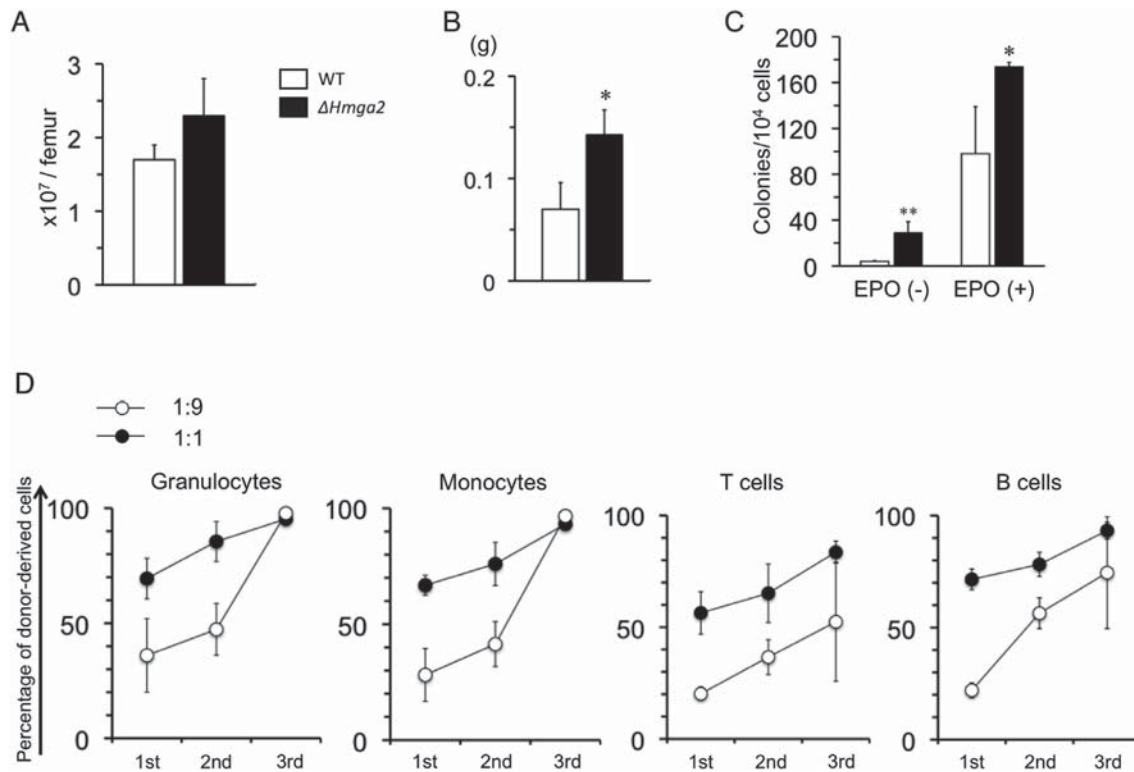 A
x10⁷ / femur
3
2
1
0
WT
ΔHmga2
B
(g)
0.2
0.1
0
*
C
Colonies/10⁴ cells
200
160
120
80
40
0
**
*
EPO (-)
EPO (+)
D
1:9
1:1
Percentage of donor-derived cells
Granulocytes
100
50
0
1st 2nd 3rd
Monocytes
100
50
0
1st 2nd 3rd
T cells
100
50
0
1st 2nd 3rd
B cells
100
50
0
1st 2nd 3rd